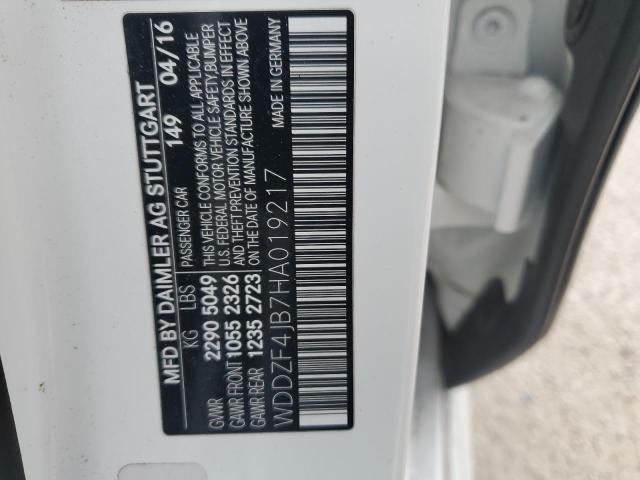 MFD BY DAIMLER AG STUTTGART
149 04/16
KG LBS PASSENGER CAR
GVWR 2290 5049 THIS VEHICLE CONFORMS TO ALL APPLICABLE
GAWR FRONT 1055 2326 U.S. FEDERAL MOTOR VEHICLE SAFETY,BUMPER
GAWR REAR 1235 2723 AND THEFT PREVENTION STANDARDS IN EFFECT
ON THE DATE OF MANUFACTURE SHOWN ABOVE
WDDZF4JB7HA019217 MADE IN GERMANY